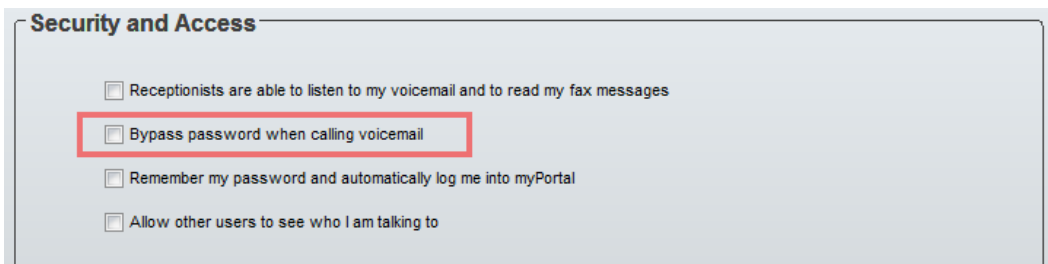 Security and Access
Receptionists are able to listen to my voicemail and to read my fax messages
Bypass password when calling voicemail
Remember my password and automatically log me into myPortal
Allow other users to see who I am talking to